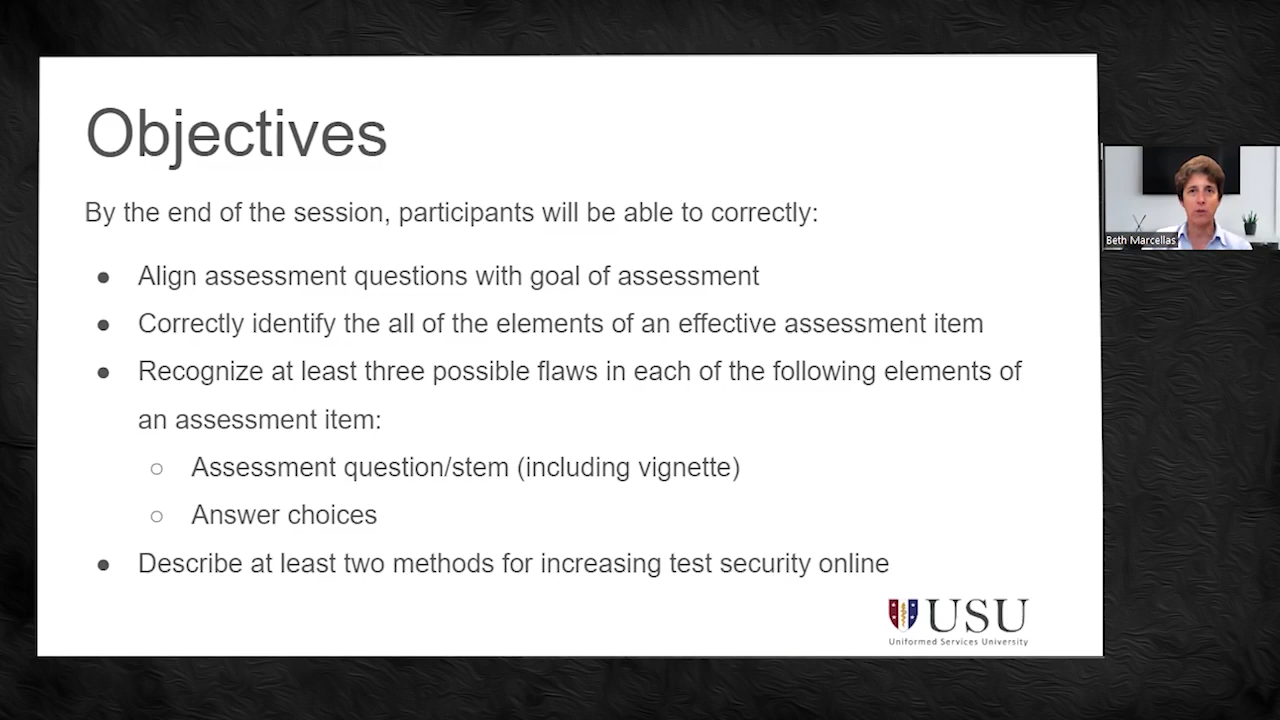 Objectives
By the end of the session, participants will be able to correctly:
● Align assessment questions with goal of assessment
● Correctly identify the all of the elements of an effective assessment item
● Recognize at least three possible flaws in each of the following elements of
an assessment item:
○ Assessment question/stem (including vignette)
○ Answer choices
● Describe at least two methods for increasing test security online
USU
Uniformed Services University
Beth Marcellas